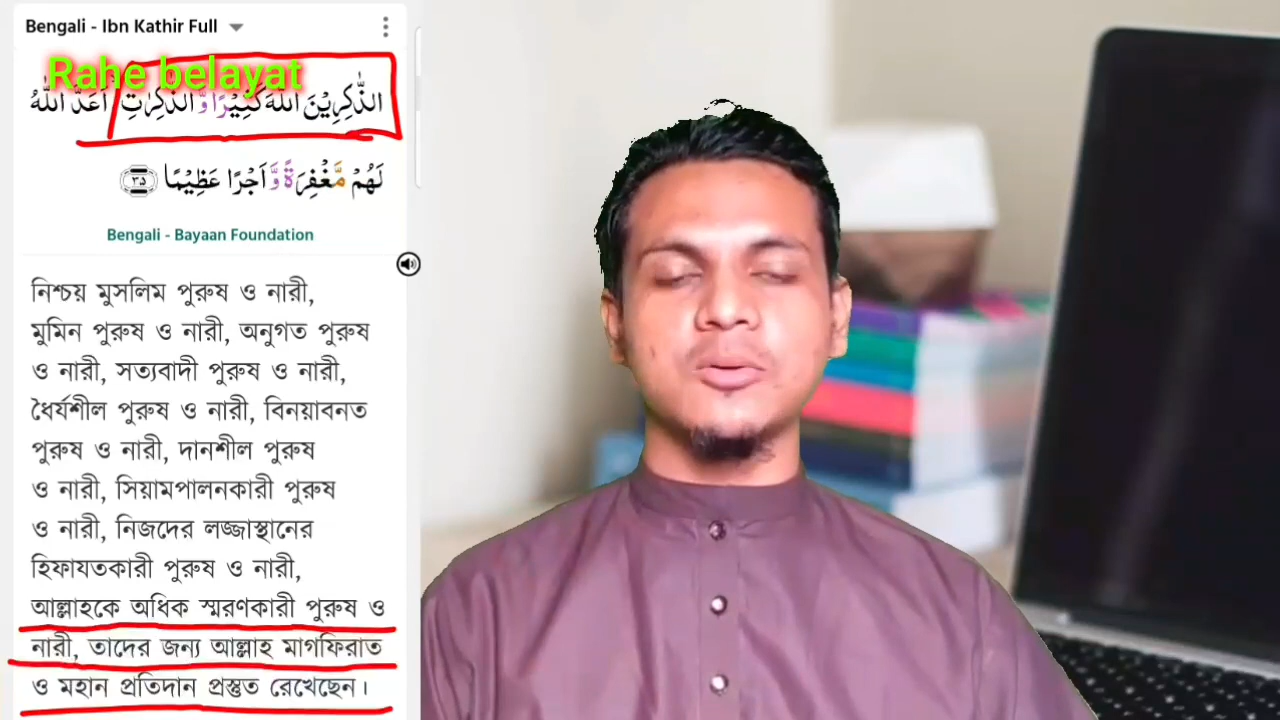 Bengali - Ibn Kathir Full
Rahe belayat
الذّٰكِرِيْنَ اللّٰهَ كَثِيْرًا وَّ الذّٰكِرٰتِ ۙ اَعَدَّ اللّٰهُ
لَهُمْ مَّغْفِرَةً وَّ اَجْرًا عَظِيْمًا ۳۵
Bengali - Bayaan Foundation
নিশ্চয় মুসলিম পুরুষ ও নারী,
মুমিন পুরুষ ও নারী, অনুগত পুরুষ
ও নারী, সত্যবাদী পুরুষ ও নারী,
ধৈর্যশীল পুরুষ ও নারী, বিনয়াবনত
পুরুষ ও নারী, দানশীল পুরুষ
ও নারী, সিয়ামপালনকারী পুরুষ
ও নারী, নিজদের লজ্জাস্থানের
হিফাযতকারী পুরুষ ও নারী,
আল্লাহকে অধিক স্মরণকারী পুরুষ ও
নারী, তাদের জন্য আল্লাহ মাগফিরাত
ও মহান প্রতিদান প্রস্তুত রেখেছেন।